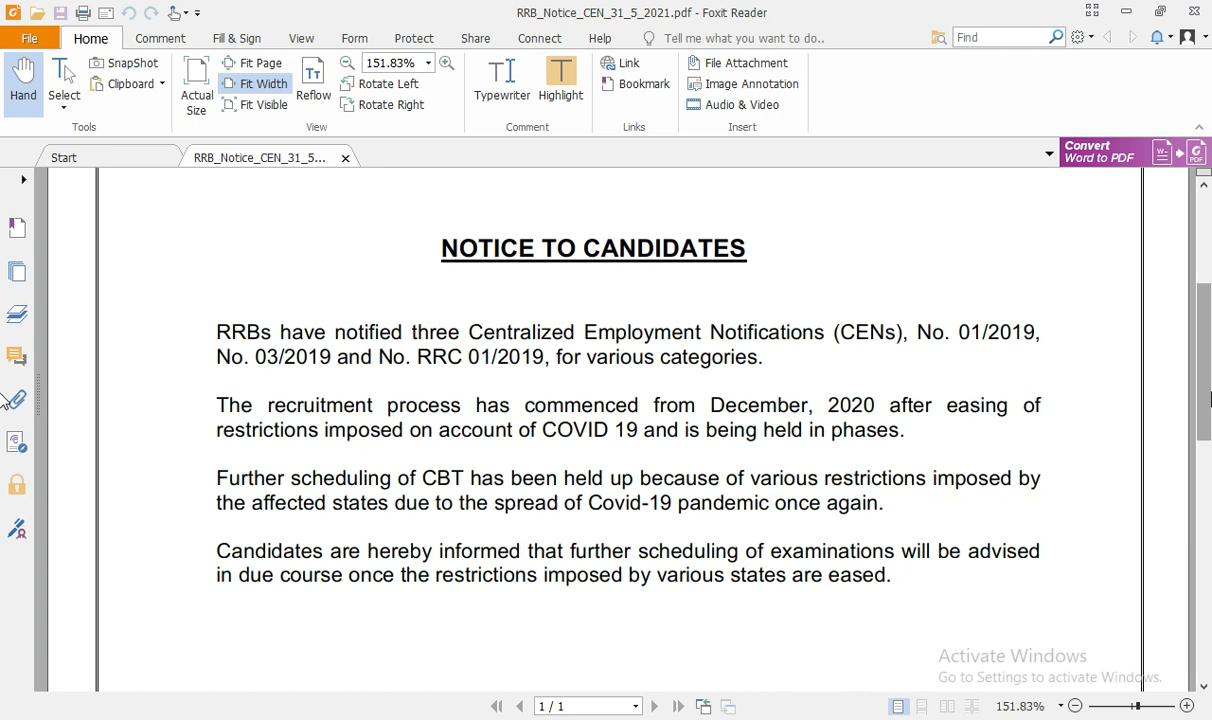 RRB_Notice_CEN_31_5_2021.pdf - Foxit Reader
File Home Comment Fill & Sign View Form Protect Share Connect Help Tell me what you want to do.. Find
Hand
Select
SnapShot
Clipboard
Tools
Actual Size
Fit Page
Fit Width
Fit Visible
Reflow
151.83%
Rotate Left
Rotate Right
View
Typewriter
Highlight
Comment
Link
Bookmark
Links
File Attachment
Image Annotation
Audio & Video
Insert
Start
RRB_Notice_CEN_31_5...
Convert
Word to PDF
W
PDF
NOTICE TO CANDIDATES
RRBs have notified three Centralized Employment Notifications (CENs), No. 01/2019,
No. 03/2019 and No. RRC 01/2019, for various categories.
The recruitment process has commenced from December, 2020 after easing of
restrictions imposed on account of COVID 19 and is being held in phases.
Further scheduling of CBT has been held up because of various restrictions imposed by
the affected states due to the spread of Covid-19 pandemic once again.
Candidates are hereby informed that further scheduling of examinations will be advised
in due course once the restrictions imposed by various states are eased.
Activate Windows
Go to Settings to activate Windows.
1 / 1
151.83%